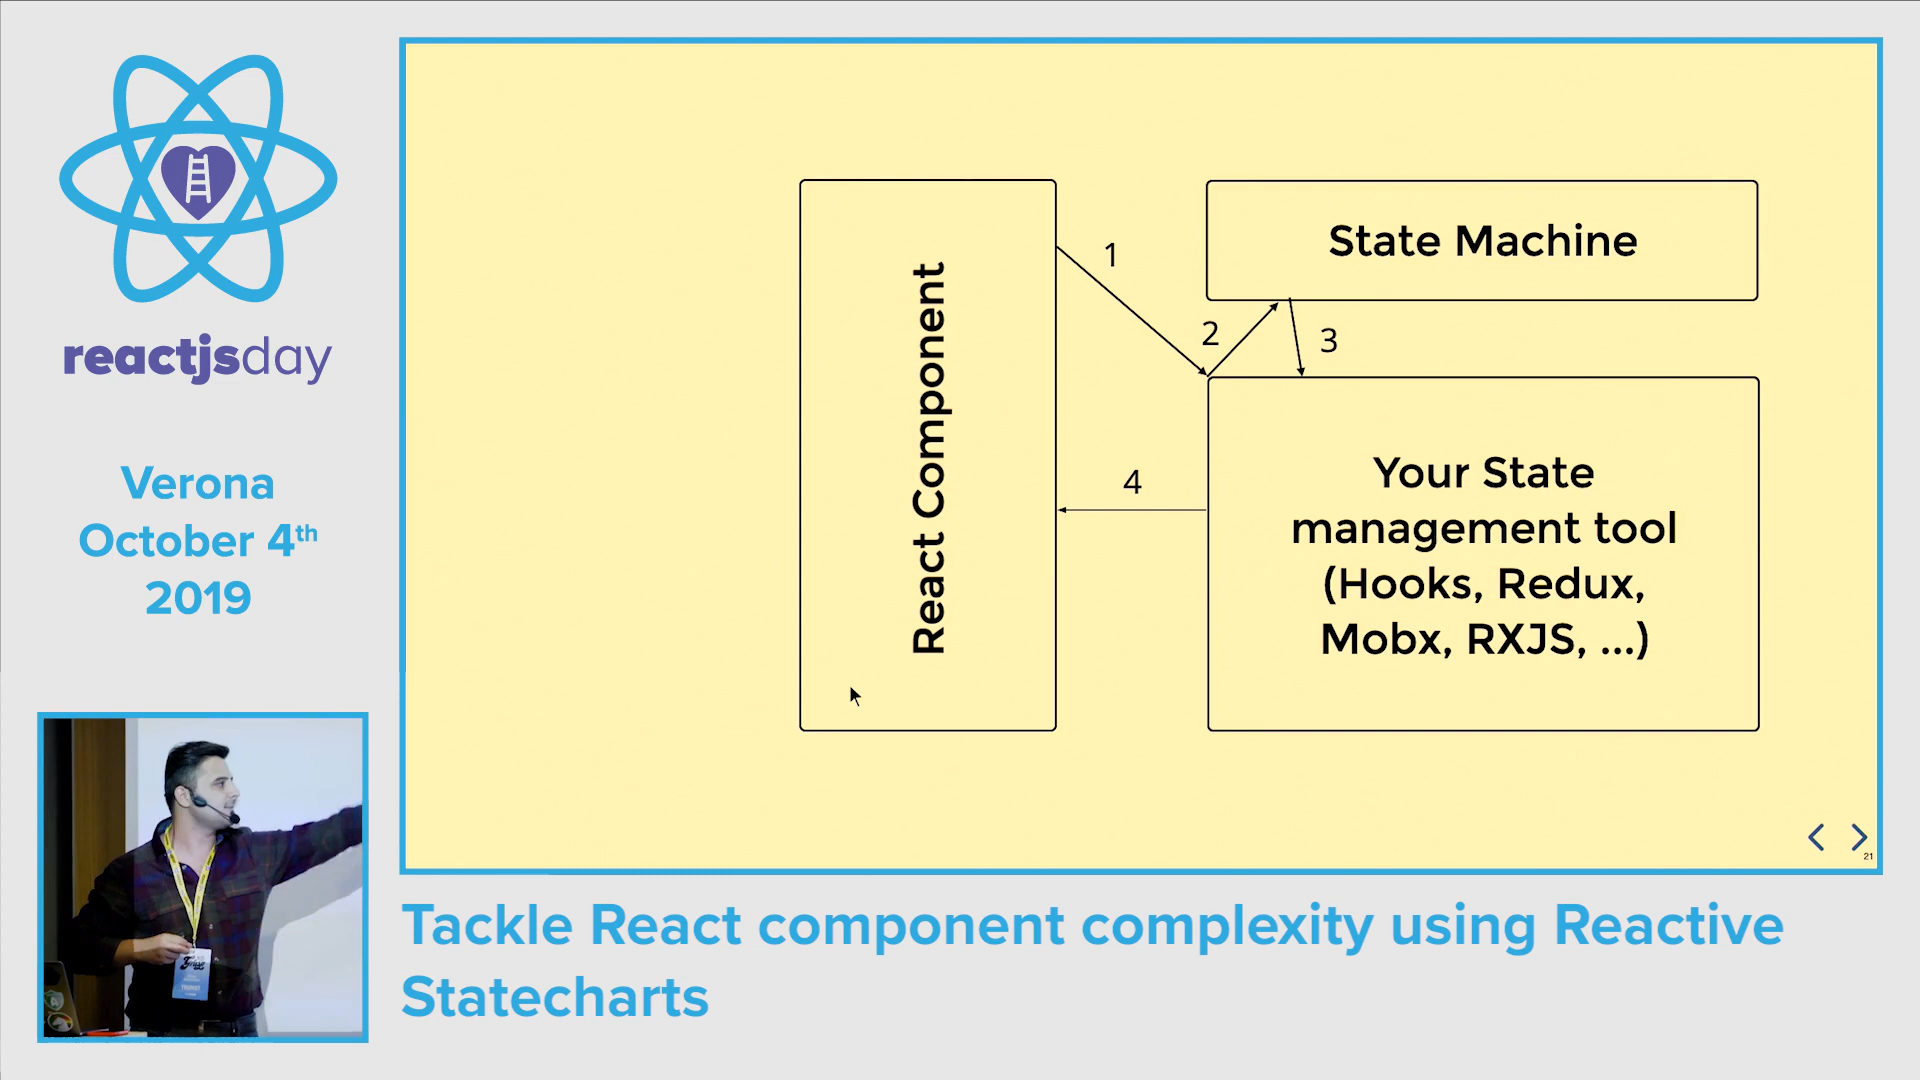 reactjsday
Verona
October 4th
2019
React Component
1
2
3
4
State Machine
Your State
management tool
(Hooks, Redux,
Mobx, RXJS, ...)
21
Tackle React component complexity using Reactive
Statecharts